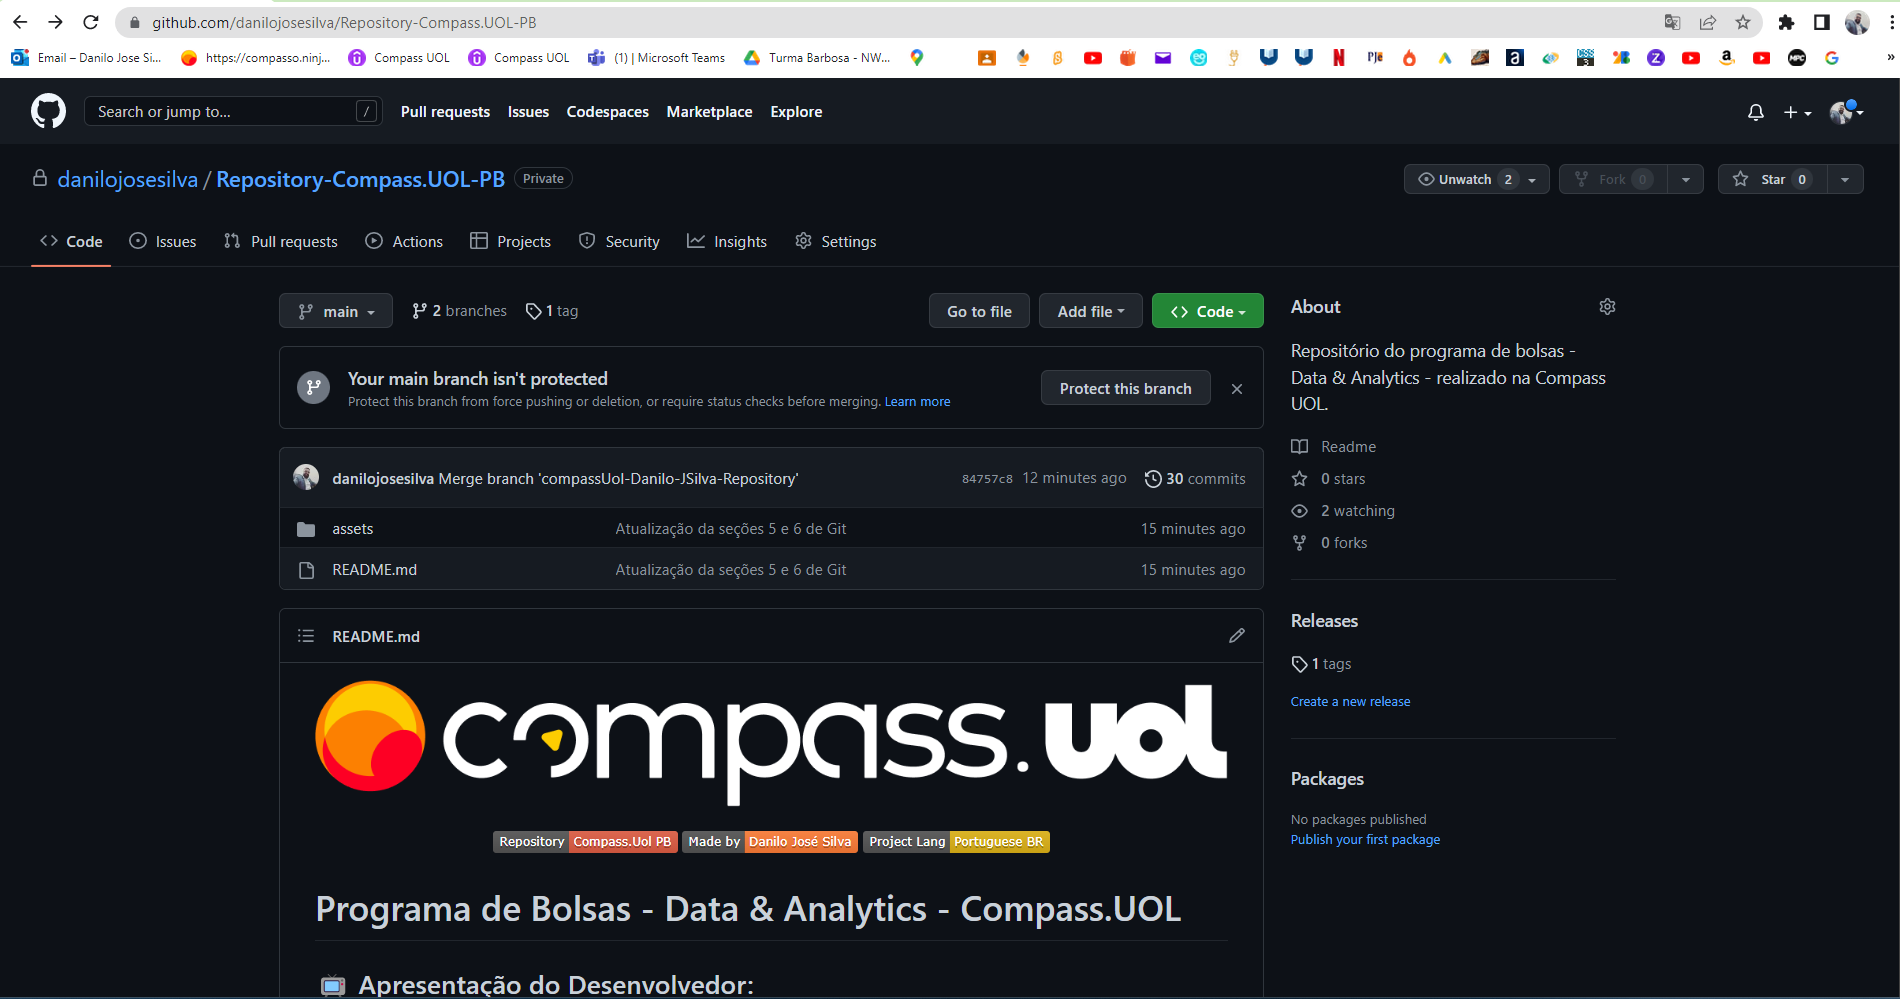 github.com/danilojosesilva/Repository-Compass.UOL-PB
Email – Danilo Jose Si...
https://compasso.ninj...
Compass UOL
Compass UOL
(1) | Microsoft Teams
Turma Barbosa - NW...
PJe
CSS
3
MPC
»
Search or jump to...
/
Pull requests
Issues
Codespaces
Marketplace
Explore
danilojosesilva / Repository-Compass.UOL-PB
Private
Unwatch 2
Fork 0
Star 0
Code
Issues
Pull requests
Actions
Projects
Security
Insights
Settings
main
2 branches
1 tag
Go to file
Add file
Code
Your main branch isn't protected
Protect this branch from force pushing or deletion, or require status checks before merging. Learn more
Protect this branch
danilojosesilva Merge branch 'compassUol-Danilo-JSilva-Repository'
84757c8 12 minutes ago
30 commits
assets
Atualização da seções 5 e 6 de Git
15 minutes ago
README.md
Atualização da seções 5 e 6 de Git
15 minutes ago
README.md
compass.uol
Repository Compass.Uol PB
Made by Danilo José Silva
Project Lang Portuguese BR
Programa de Bolsas - Data & Analytics - Compass.UOL
Apresentação do Desenvolvedor:
About
Repositório do programa de bolsas -
Data & Analytics - realizado na Compass
UOL.
Readme
0 stars
2 watching
0 forks
Releases
1 tags
Create a new release
Packages
No packages published
Publish your first package